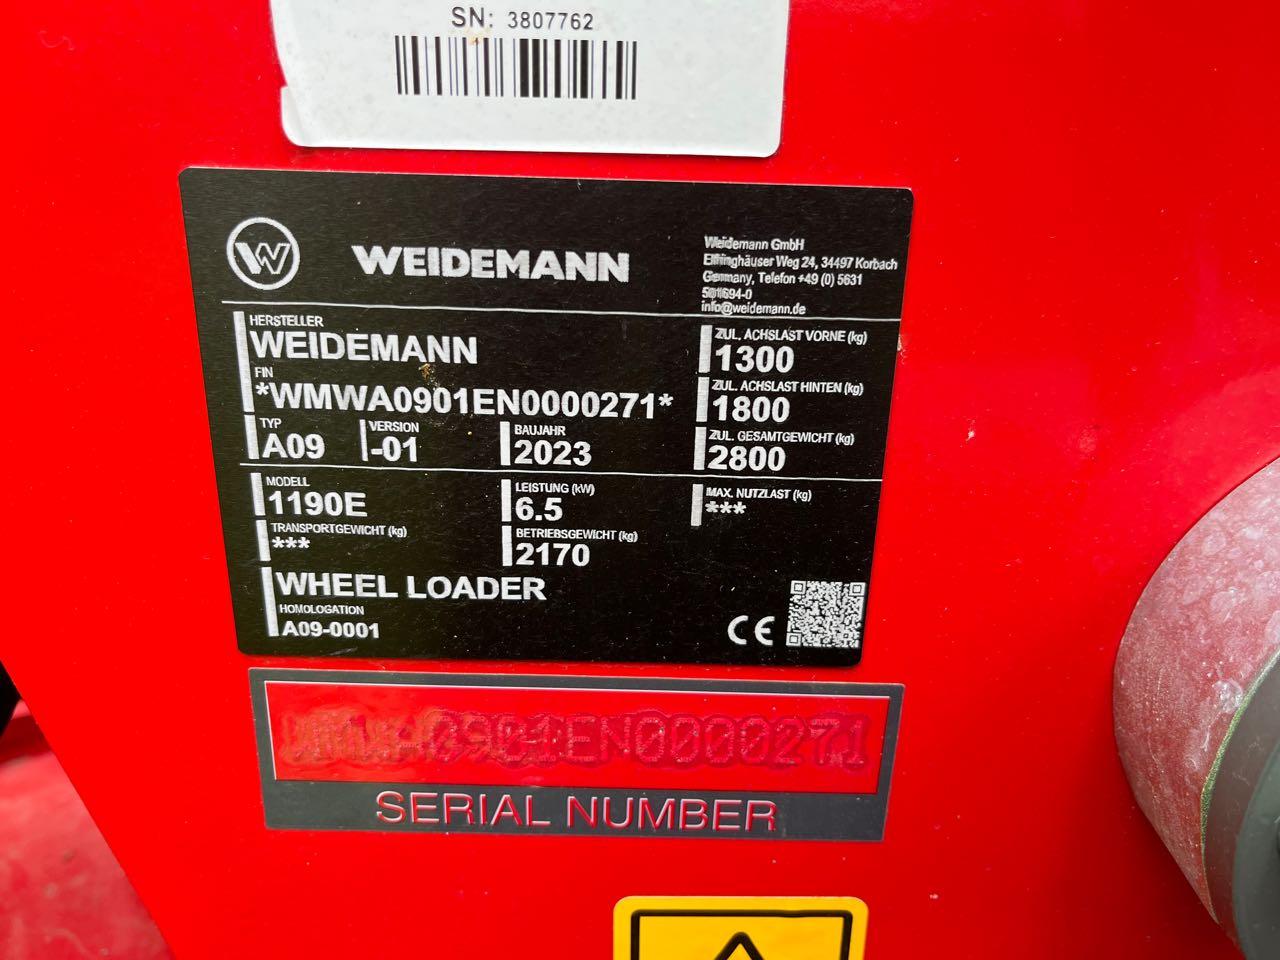 SN: 3807762
WEIDEMANN
Weidemann GmbH
Elfringhäuser Weg 24, 34497 Korbach
Germany, Telefon +49 (0) 5631
501694-0
info@weidemann.de
HERSTELLER
WEIDEMANN
FIN
*WMWA0901EN0000271*
TYP VERSION BAUJAHR
A09 -01 2023
ZUL. ACHSLAST VORNE (kg)
1300
ZUL. ACHSLAST HINTEN (kg)
1800
ZUL. GESAMTGEWICHT (kg)
2800
MODELL LEISTUNG (kW) MAX. NUTZLAST (kg)
1190E 6.5 ***
TRANSPORTGEWICHT (kg) BETRIEBSGEWICHT (kg)
*** 2170
WHEEL LOADER
HOMOLOGATION
A09-0001
CE
WMWA0901EN0000271
SERIAL NUMBER